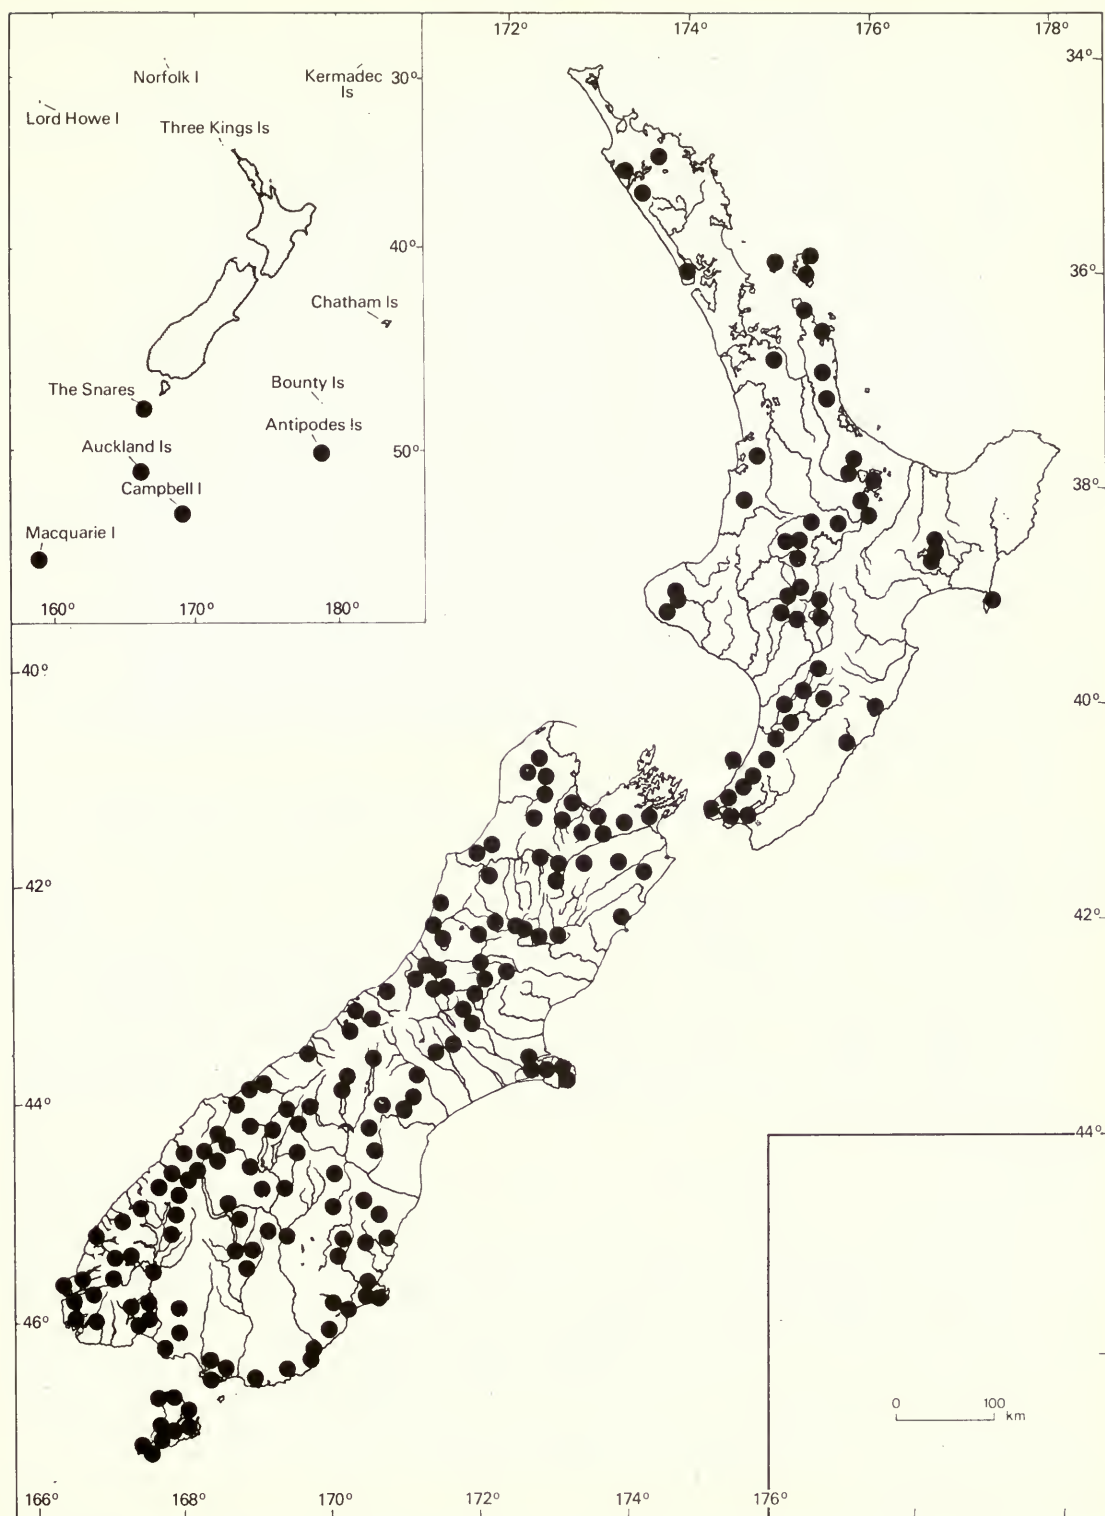 172° 174° 176° 178°
34°
Norfolk I
Kermadec Is
30°
Lord Howe I
Three Kings Is
36°
40°
Chatham Is
The Snares
Bounty Is
Antipodes Is
Auckland Is
50°
Campbell I
38°
Macquarie I
160° 170° 180°
40°
40°
42°
42°
44°
44°
46°
0 100
km
166° 168° 170° 172° 174° 176°